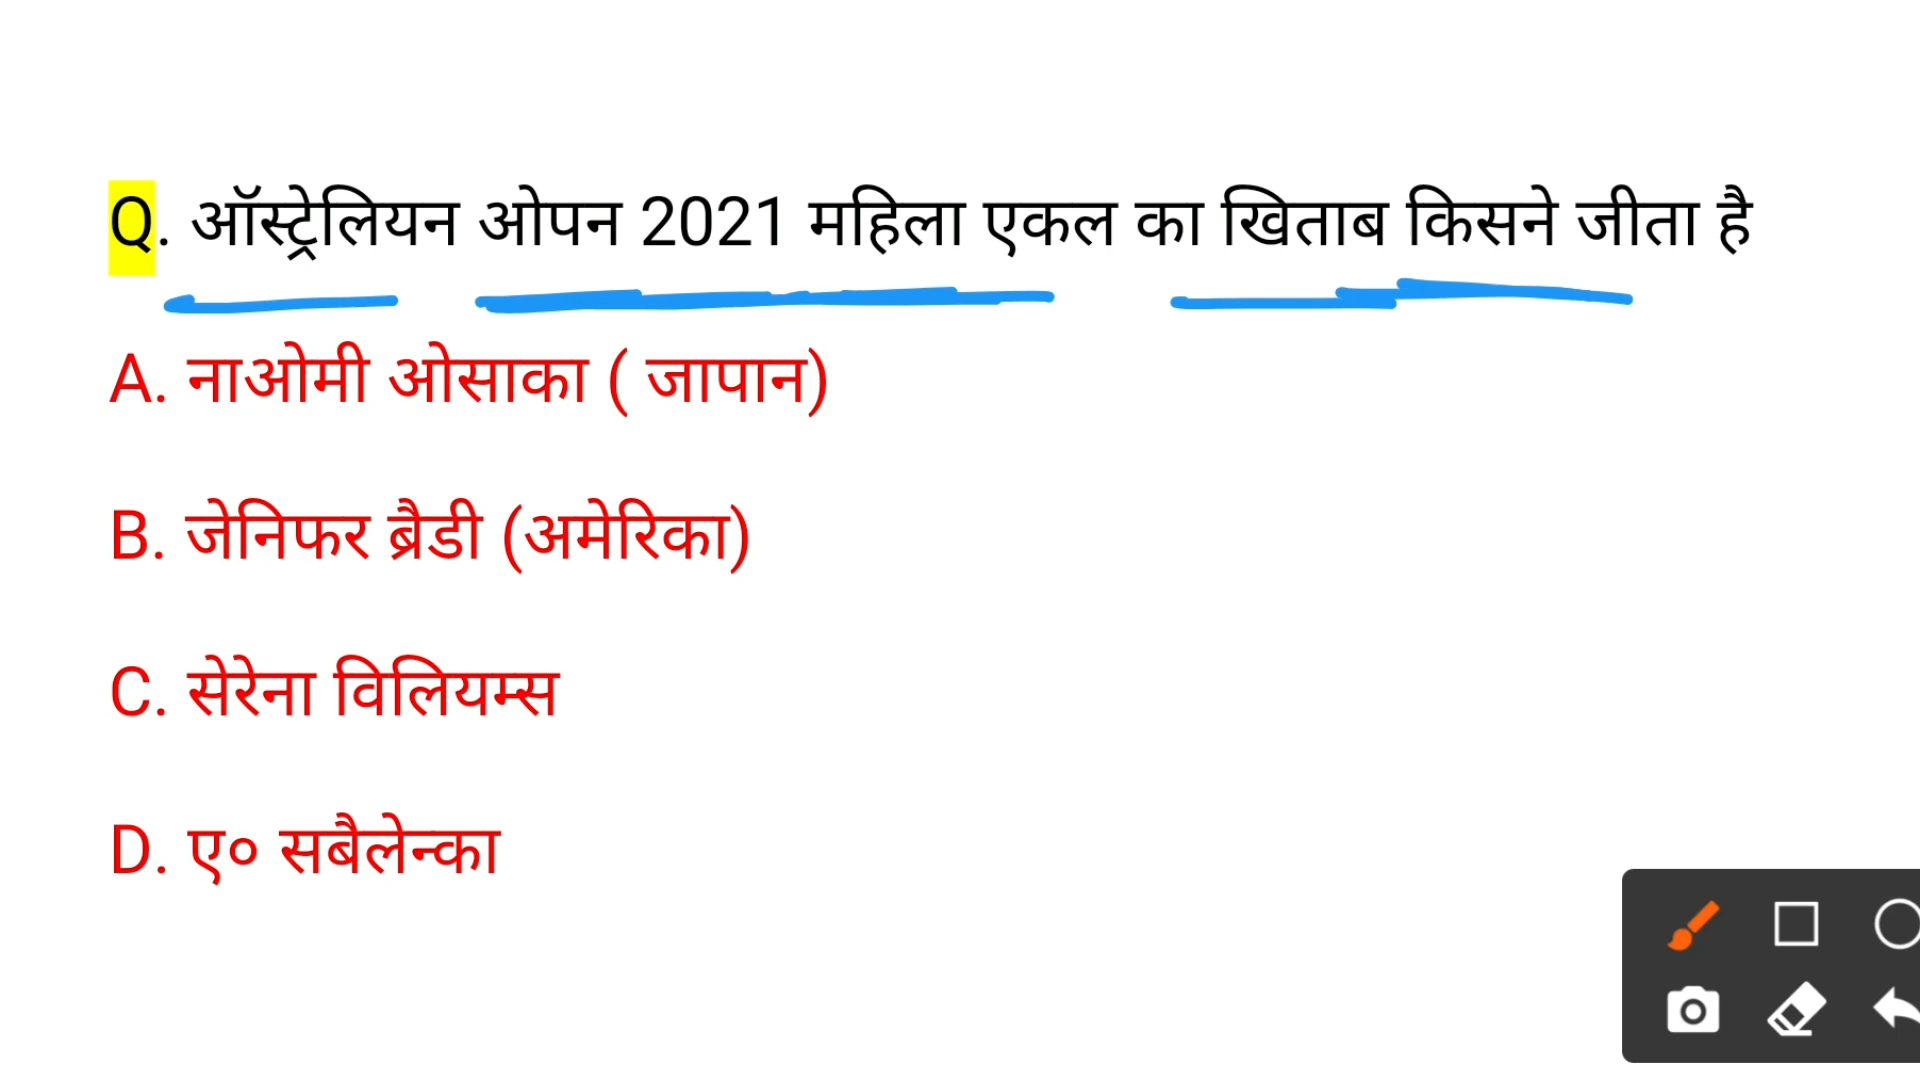 Q. ऑस्ट्रेलियन ओपन 2021 महिला एकल का खिताब किसने जीता है
A. नाओमी ओसाका ( जापान)
B. जेनिफर ब्रैडी (अमेरिका)
C. सेरेना विलियम्स
D. ए० सबैलेन्का